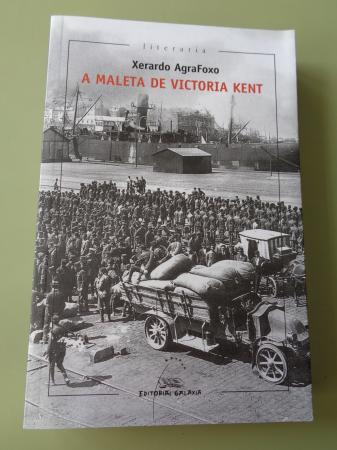 literaria
Xerardo AgraFoxo
A MALETA DE VICTORIA KENT
EDITORIAL GALAXIA